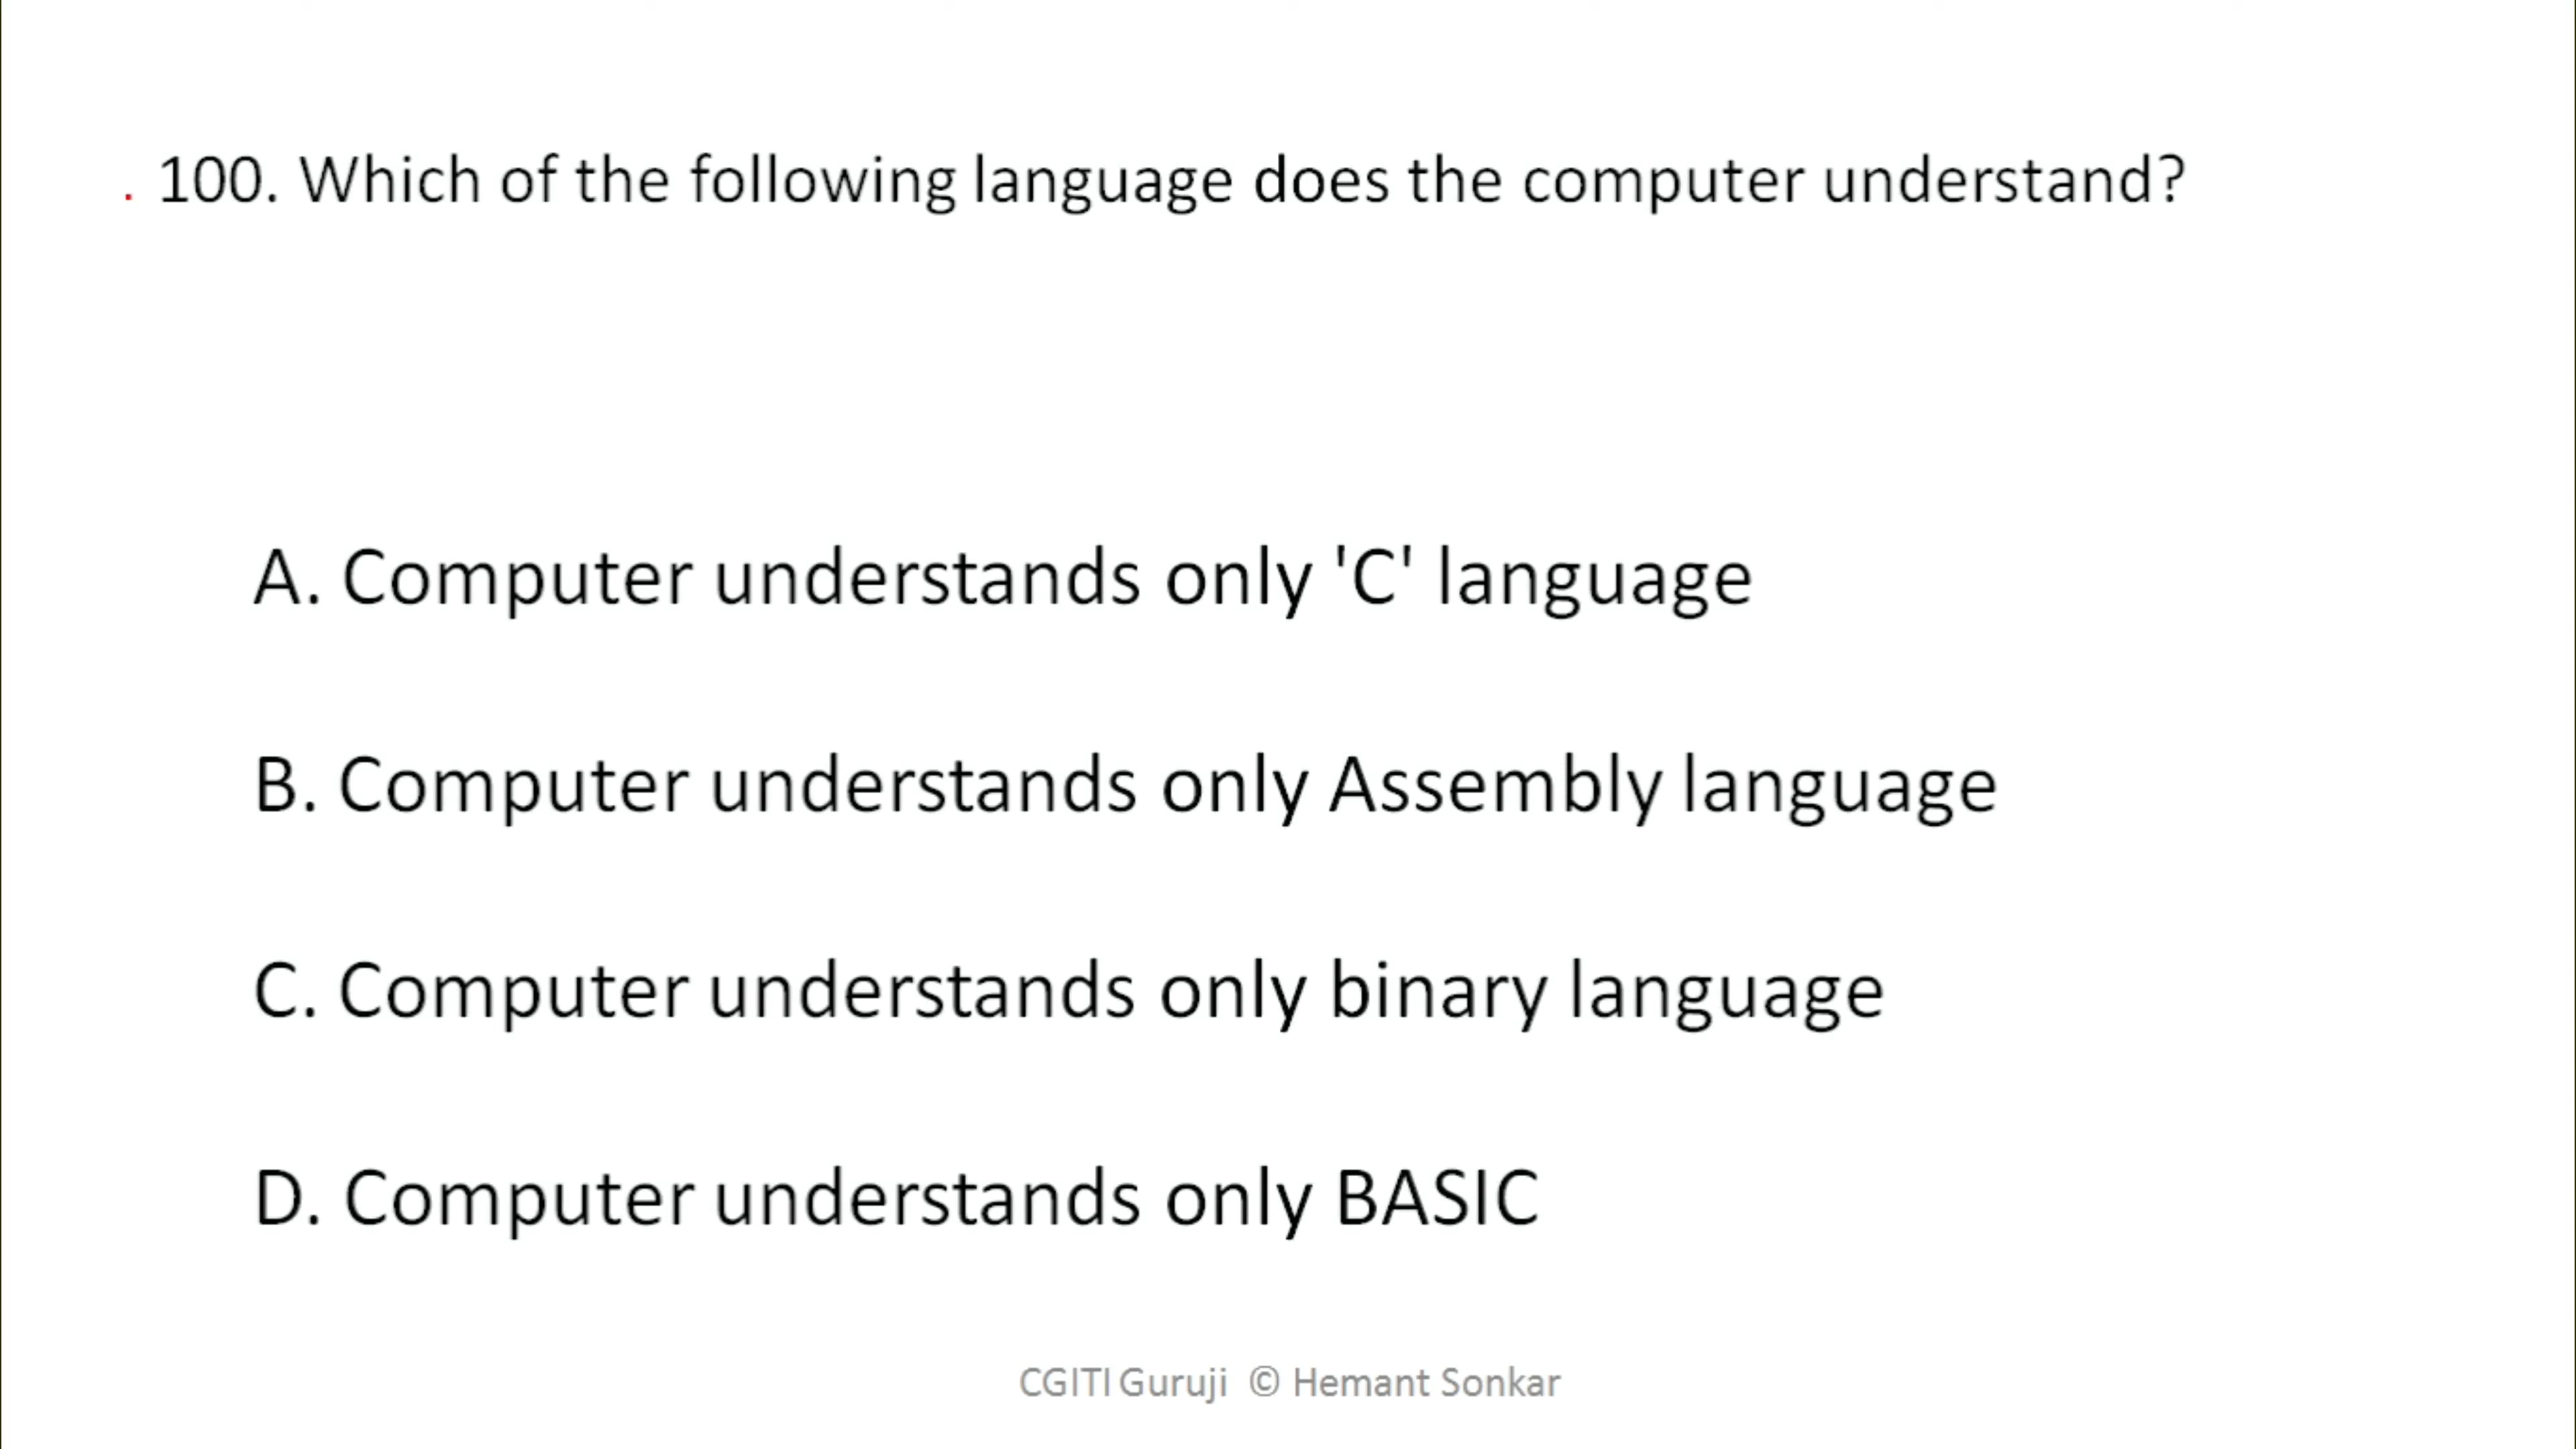 . 100. Which of the following language does the computer understand?
A. Computer understands only 'C' language
B. Computer understands only Assembly language
C. Computer understands only binary language
D. Computer understands only BASIC
CGITI Guruji © Hemant Sonkar